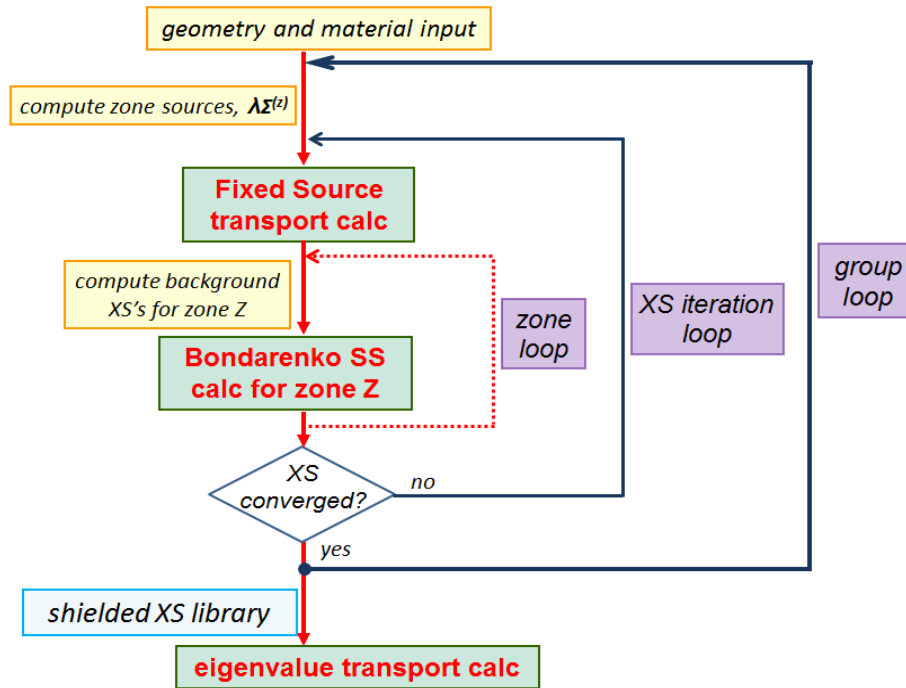 geometry and material input
compute zone sources, λΣ⁽ᶻ⁾
Fixed Source
transport calc
compute background
XS's for zone Z
Bondarenko SS
calc for zone Z
zone
loop
XS iteration
loop
group
loop
XS
converged?
no
yes
shielded XS library
eigenvalue transport calc